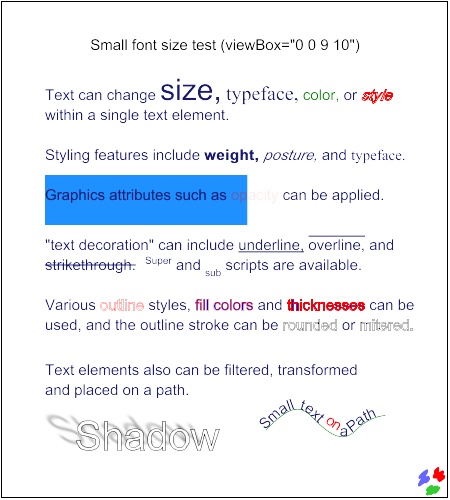 Small font size test (viewBox="0 0 9 10")
Text can change size, typeface, color, or style
within a single text element.
Styling features include weight, posture, and typeface.
Graphics attributes such as opacity can be applied.
"text decoration" can include underline, overline, and
strikethrough. Super and sub scripts are available.
Various outline styles, fill colors and thicknesses can be
used, and the outline stroke can be rounded or mitered.
Text elements also can be filtered, transformed
and placed on a path.
Shadow
Small text on a Path